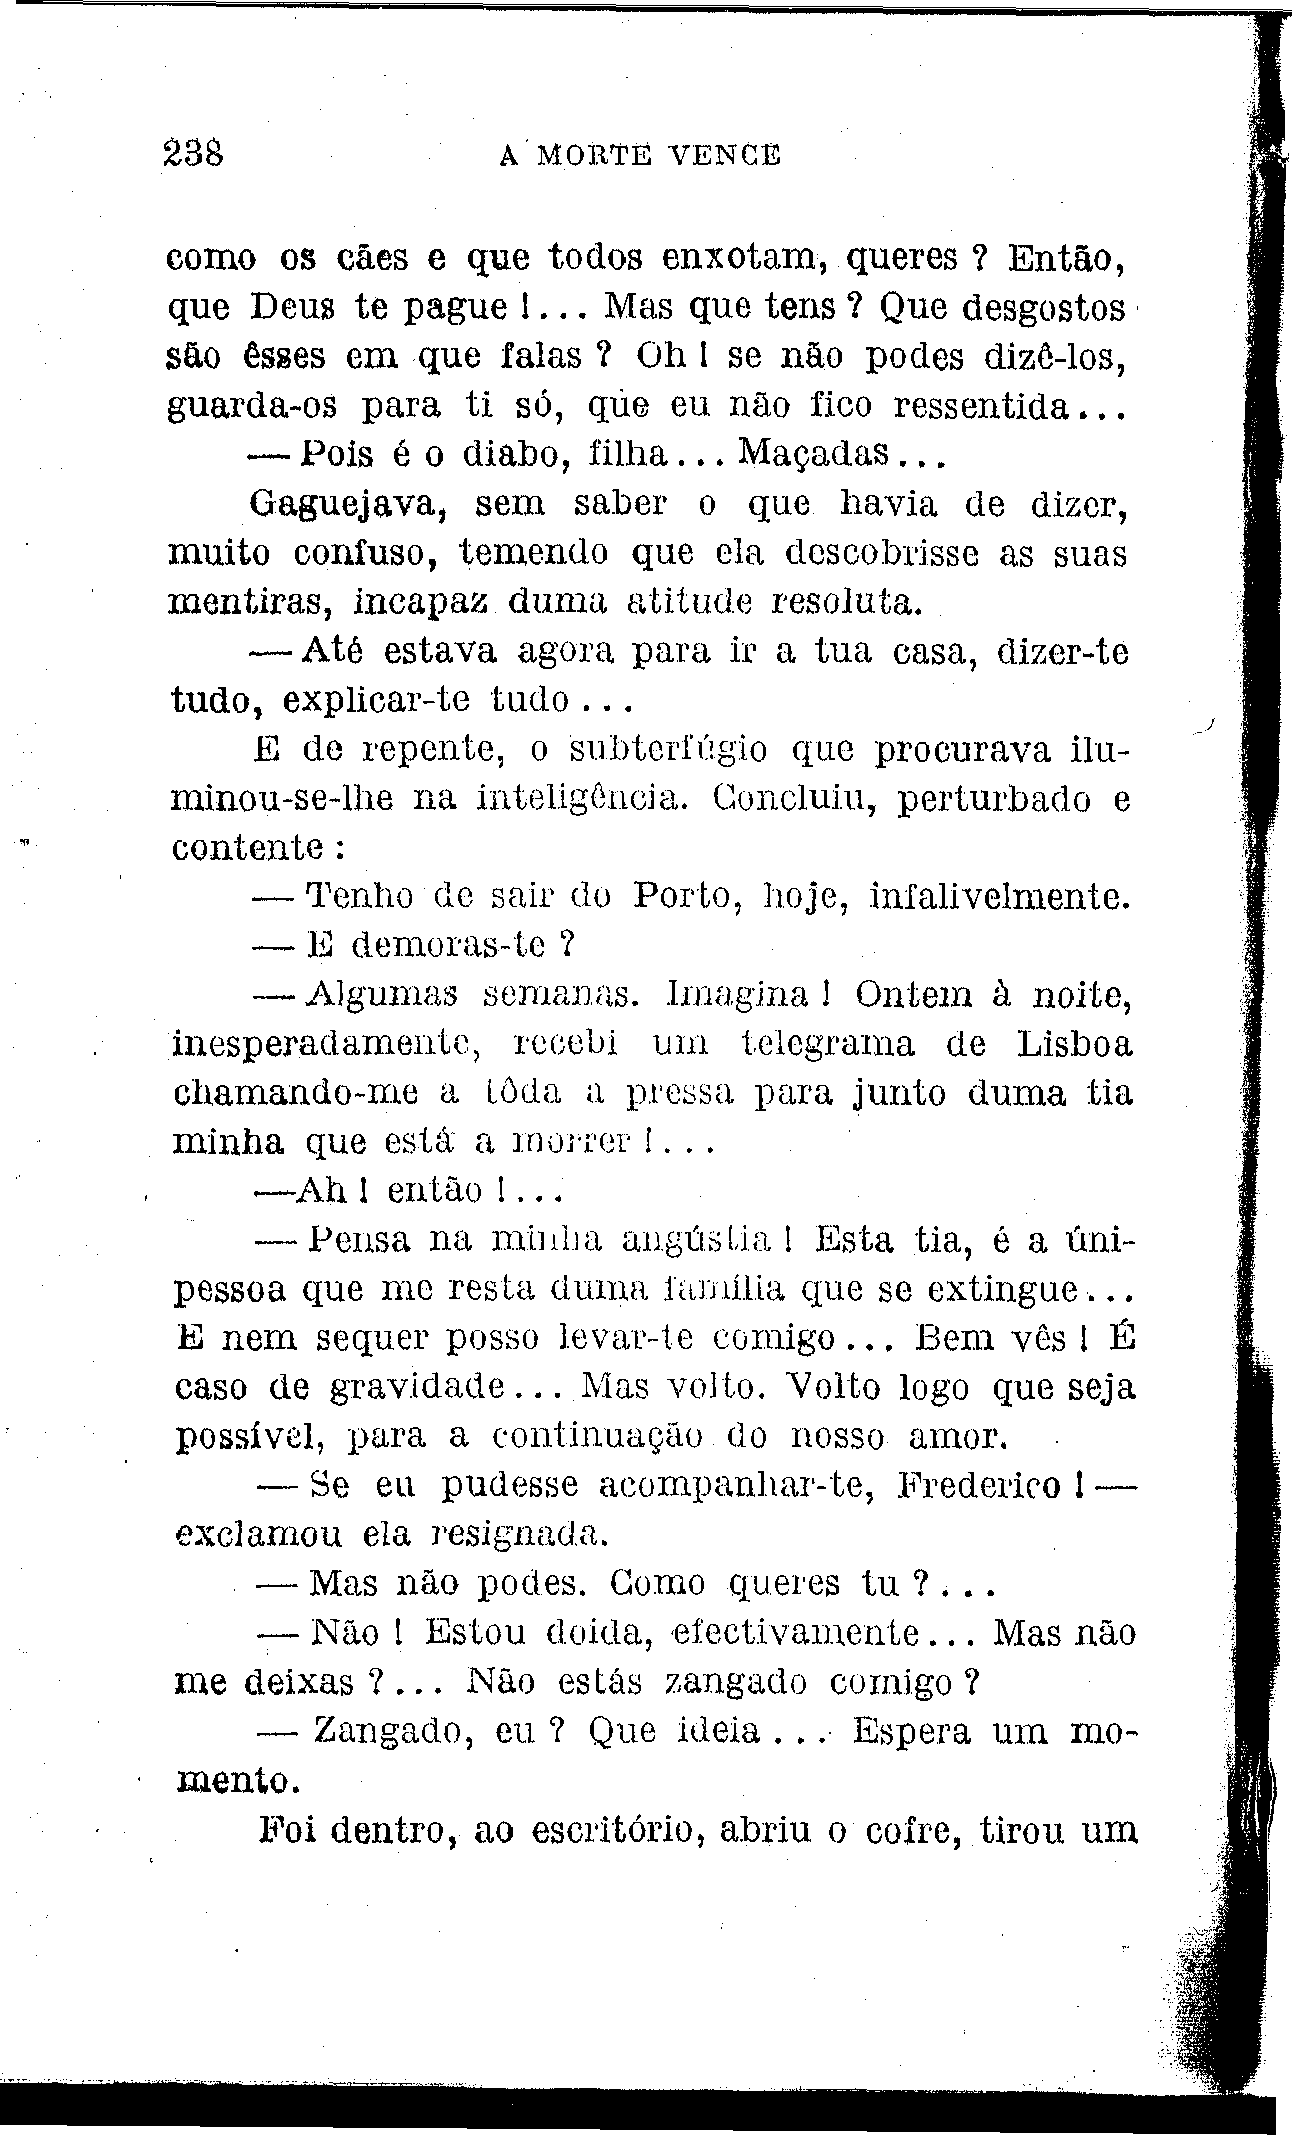 238 A MORTE VENCE
como os cães e que todos enxotam, queres ? Então,
que Deus te pague !... Mas que tens ? Que desgostos
são êsses em que falas ? Oh ! se não podes dizê-los,
guarda-os para ti só, que eu não fico ressentida...
— Pois é o diabo, filha... Maçadas...
Gaguejava, sem saber o que havia de dizer,
muito confuso, temendo que ela descobrisse as suas
mentiras, incapaz duma atitude resoluta.
— Até estava agora para ir a tua casa, dizer-te
tudo, explicar-te tudo ...
E de repente, o subterfúgio que procurava ilu-
minou-se-lhe na inteligência. Concluiu, perturbado e
contente :
— Tenho de sair do Porto, hoje, infalivelmente.
— E demoras-te ?
— Algumas semanas. Imagina ! Ontem à noite,
inesperadamente, recebi um telegrama de Lisboa
chamando-me a tôda a pressa para junto duma tia
minha que está a morrer !...
—Ah ! então !...
— Pensa na minha angústia ! Esta tia, é a úni-
pessoa que me resta duma família que se extingue...
E nem sequer posso levar-te comigo... Bem vês ! É
caso de gravidade... Mas volto. Volto logo que seja
possível, para a continuação do nosso amor.
— Se eu pudesse acompanhar-te, Frederico ! —
exclamou ela resignada.
— Mas não podes. Como queres tu ?...
— Não ! Estou doida, efectivamente... Mas não
me deixas ?... Não estás zangado comigo ?
— Zangado, eu ? Que ideia ... Espera um mo-
mento.
Foi dentro, ao escritório, abriu o cofre, tirou um